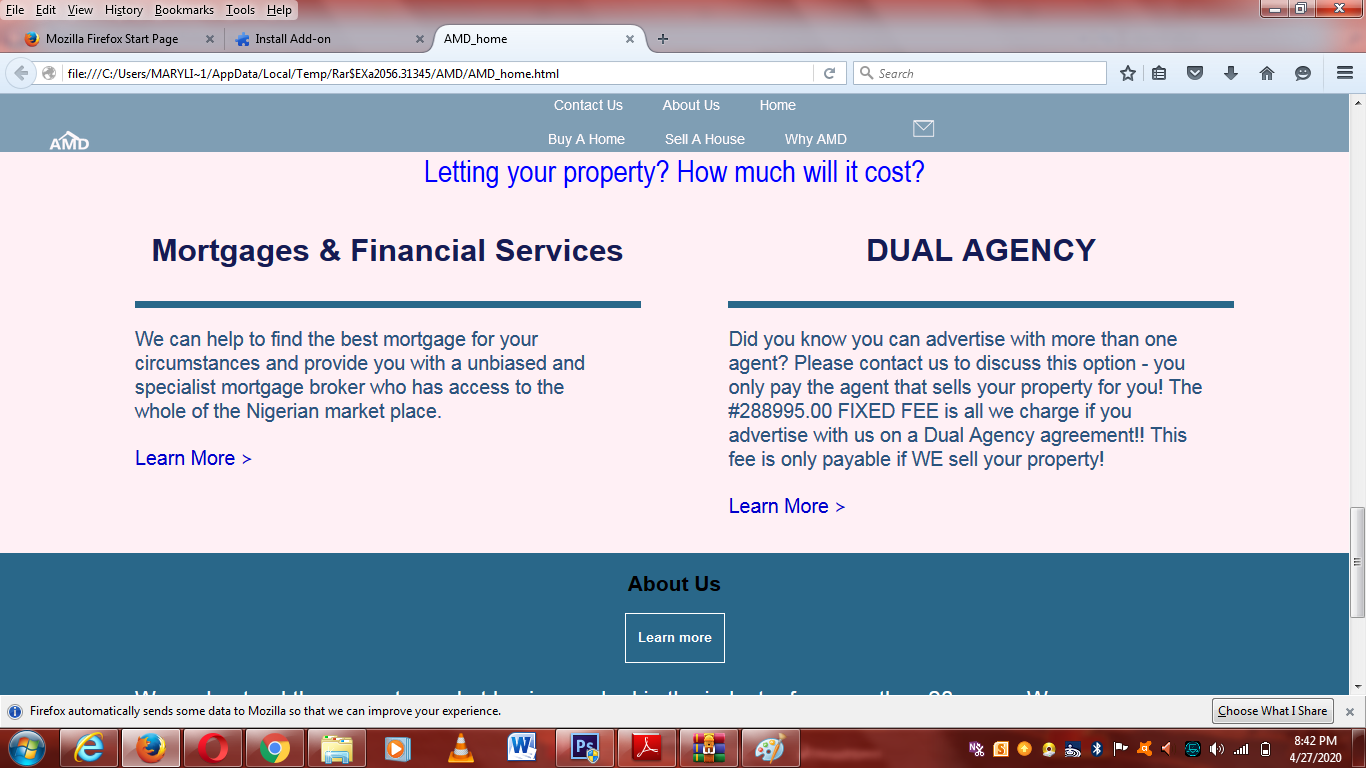 File Edit View History Bookmarks Tools Help
Mozilla Firefox Start Page
Install Add-on
AMD_home
file:///C:/Users/MARYLI~1/AppData/Local/Temp/Rar$EXa2056.31345/AMD/AMD_home.html
Search
Contact Us About Us Home
AMD
Buy A Home Sell A House Why AMD
Letting your property? How much will it cost?
Mortgages & Financial Services
We can help to find the best mortgage for your
circumstances and provide you with a unbiased and
specialist mortgage broker who has access to the
whole of the Nigerian market place.
Learn More >
DUAL AGENCY
Did you know you can advertise with more than one
agent? Please contact us to discuss this option - you
only pay the agent that sells your property for you! The
#288995.00 FIXED FEE is all we charge if you
advertise with us on a Dual Agency agreement!! This
fee is only payable if WE sell your property!
Learn More >
About Us
Learn more
Firefox automatically sends some data to Mozilla so that we can improve your experience.
Choose What I Share
8:42 PM
4/27/2020